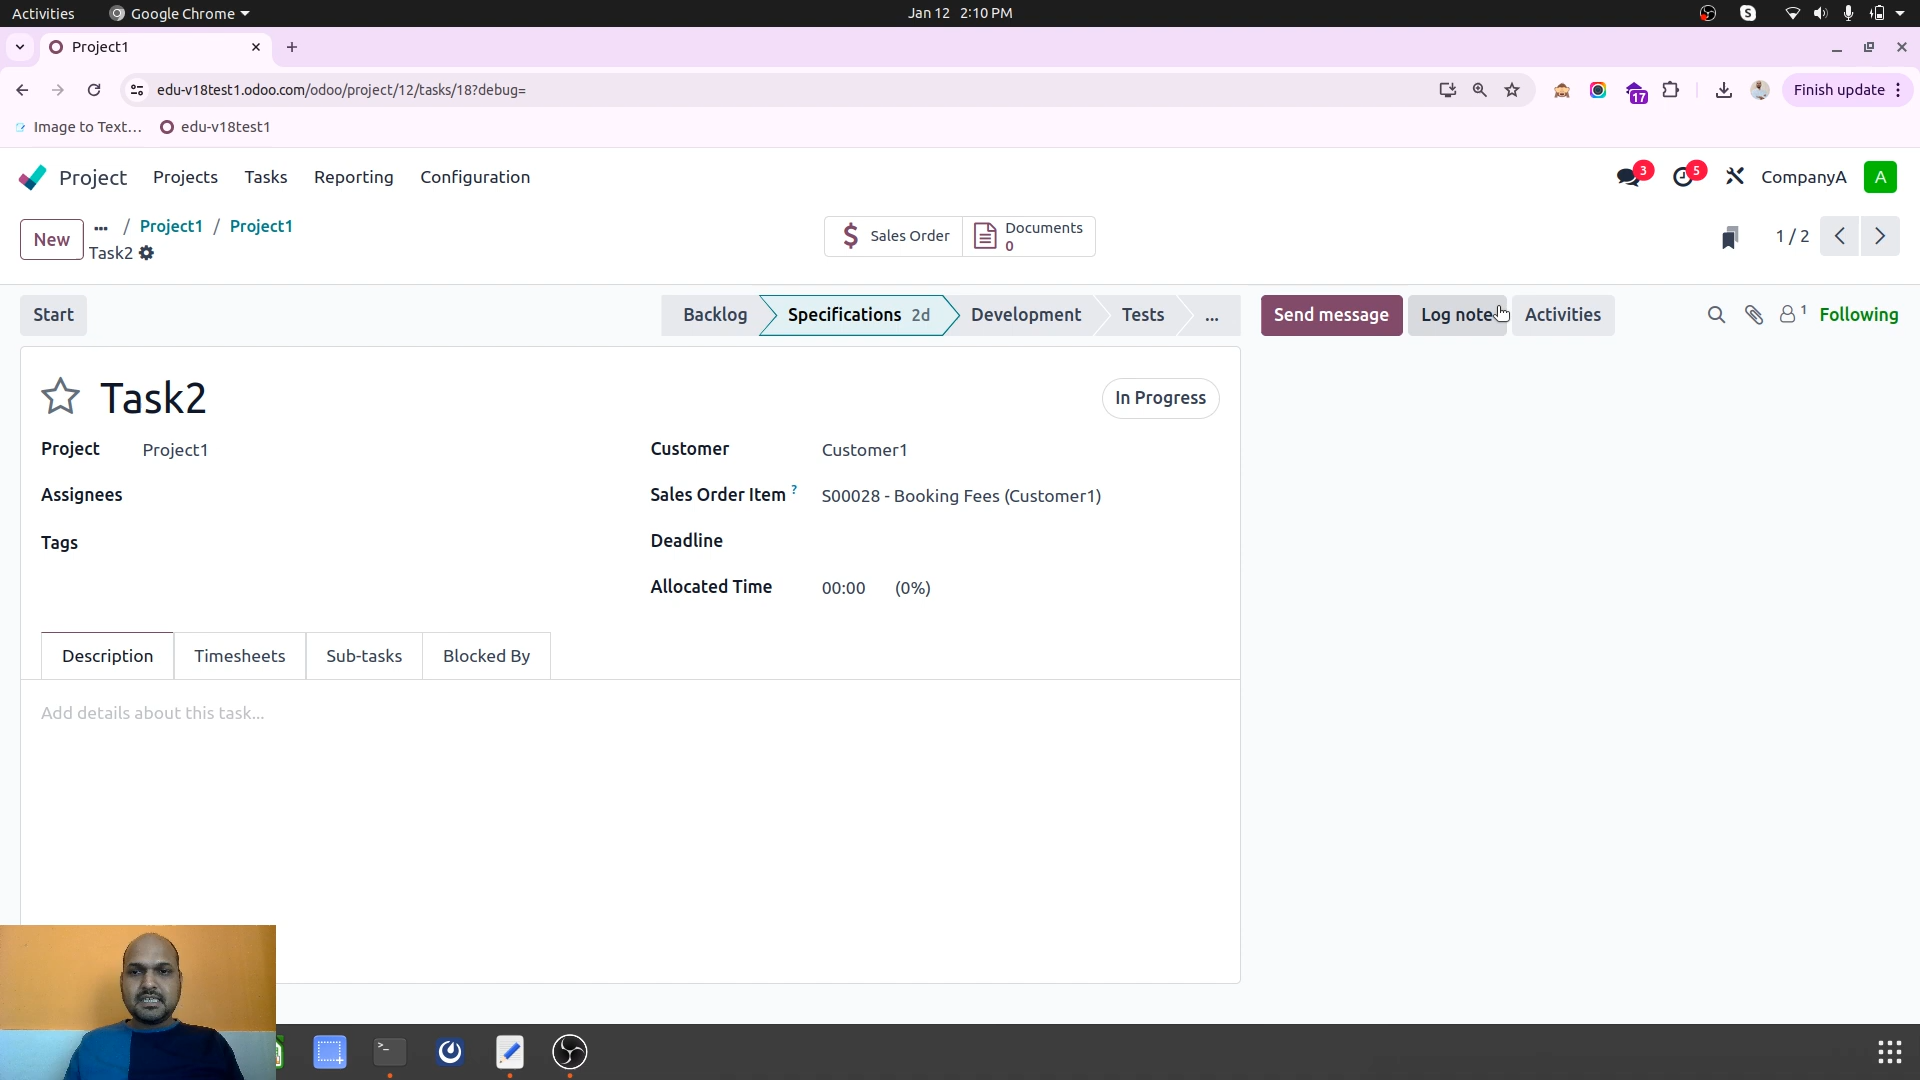 Activities Google Chrome Jan 12 2:10 PM
Project1
edu-v18test1.odoo.com/odoo/project/12/tasks/18?debug= 17 Finish update
Image to Text... edu-v18test1
Project Projects Tasks Reporting Configuration 3 5 CompanyA A
New ... / Project1 / Project1
Task2
Sales Order
Documents
0
1 / 2
Start Backlog Specifications 2d Development Tests ... Send message Log note Activities 1 Following
Task2 In Progress
Project Project1
Customer Customer1
Assignees
Sales Order Item ? S00028 - Booking Fees (Customer1)
Tags
Deadline
Allocated Time 00:00 (0%)
Description Timesheets Sub-tasks Blocked By
Add details about this task...